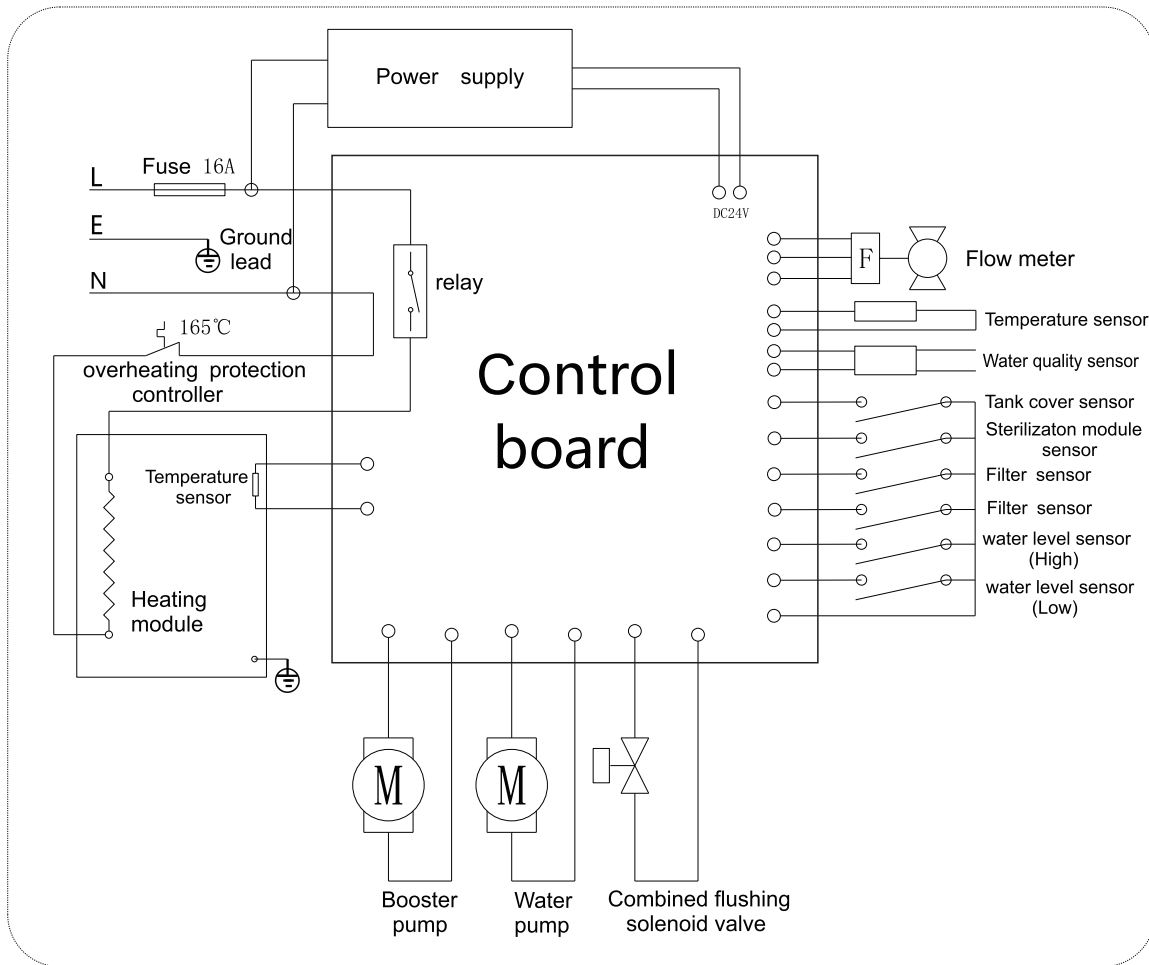 Power supply
Fuse 16A
L
DC24V
E
Ground
lead
F
Flow meter
N
relay
165℃
Temperature sensor
overheating protection
controller
Water quality sensor
Control
board
Tank cover sensor
Sterilizaton module
sensor
Temperature
sensor
Filter sensor
Filter sensor
water level sensor
(High)
water level sensor
(Low)
Heating
module
M
M
Booster
pump
Water
pump
Combined flushing
solenoid valve